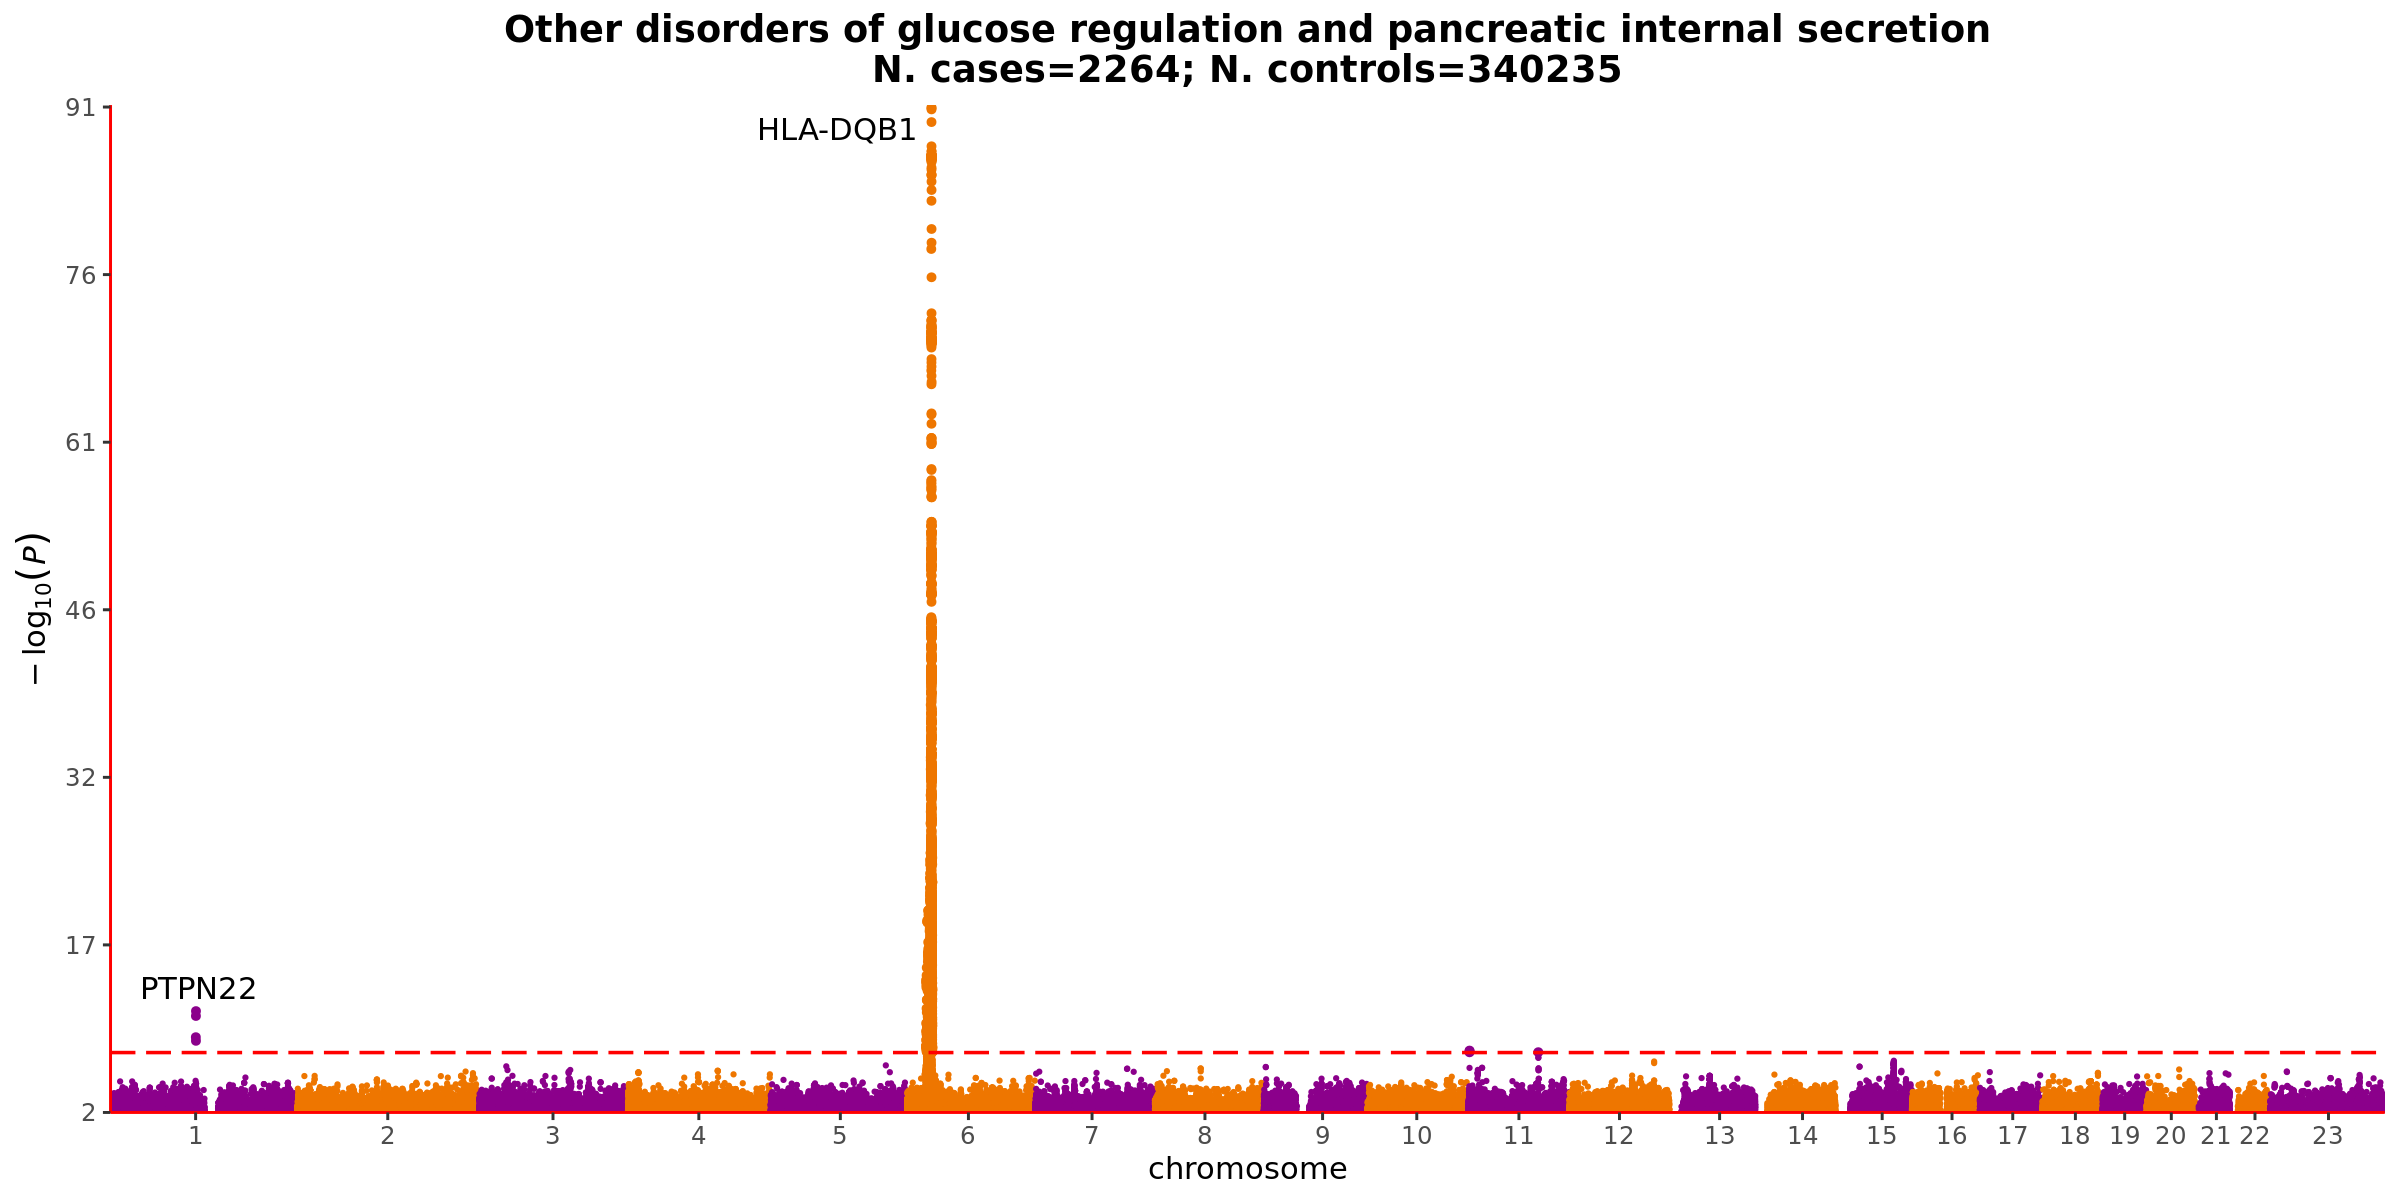 Other disorders of glucose regulation and pancreatic internal secretion
N. cases=2264; N. controls=340235
91
HLA-DQB1
76
61
46
− log₁₀(P)
32
17
PTPN22
2
1 2 3 4 5 6 7 8 9 10 11 12 13 14 15 16 17 18 19 20 21 22 23
chromosome